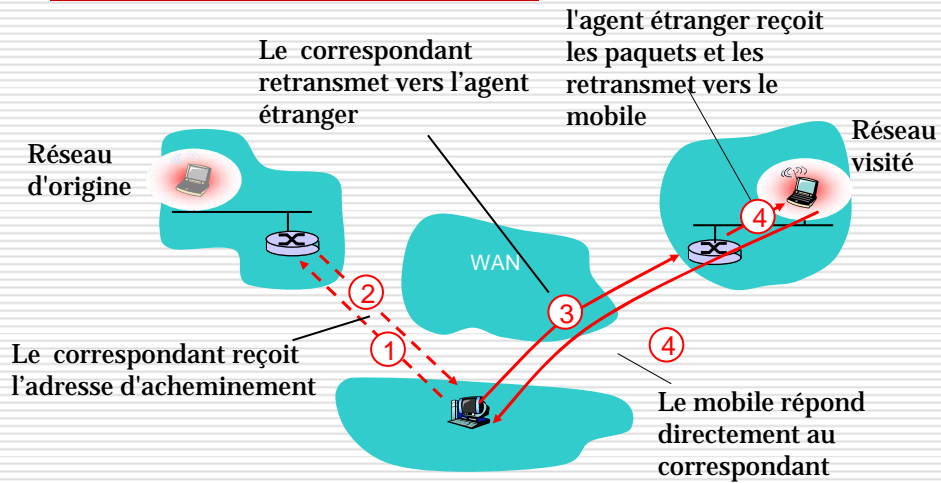 l'agent étranger reçoit
les paquets et les
retransmet vers le
mobile
Le correspondant
retransmet vers l'agent
étranger
Réseau
visité
Réseau
d'origine
4
WAN
2
3
1
4
Le correspondant reçoit
l'adresse d'acheminement
Le mobile répond
directement au
correspondant